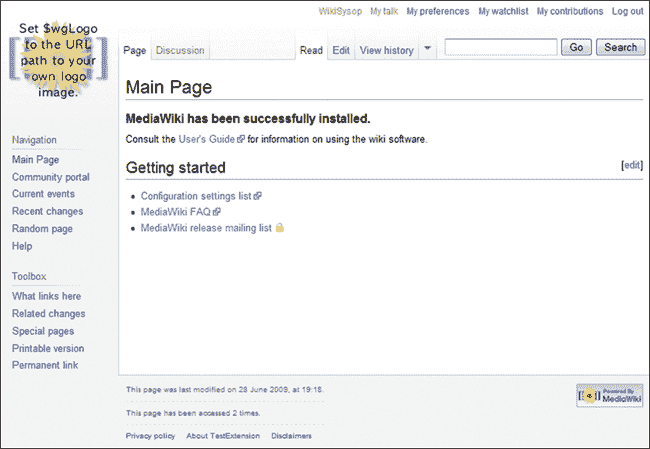 WikiSysop My talk My preferences My watchlist My contributions Log out
Set $wgLogo
to the URL
path to your
own logo
image.
Page Discussion Read Edit View history Go Search
Main Page
MediaWiki has been successfully installed.
Consult the User's Guide for information on using the wiki software.
Getting started [edit]
Configuration settings list
MediaWiki FAQ
MediaWiki release mailing list
Navigation
Main Page
Community portal
Current events
Recent changes
Random page
Help
Toolbox
What links here
Related changes
Special pages
Printable version
Permanent link
This page was last modified on 28 June 2009, at 19:18.
This page has been accessed 2 times.
Privacy policy About TestExtension Disclaimers
Powered By
MediaWiki